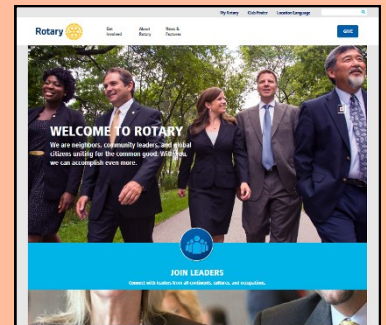 My Rotary Club Finder Location/Language
Rotary
Get Involved
About Rotary
News & Features
GIVE
WELCOME TO ROTARY
We are neighbors, community leaders, and global
citizens uniting for the common good. With you,
we can accomplish even more.
JOIN LEADERS
Connect with leaders from all continents, cultures, and occupations.